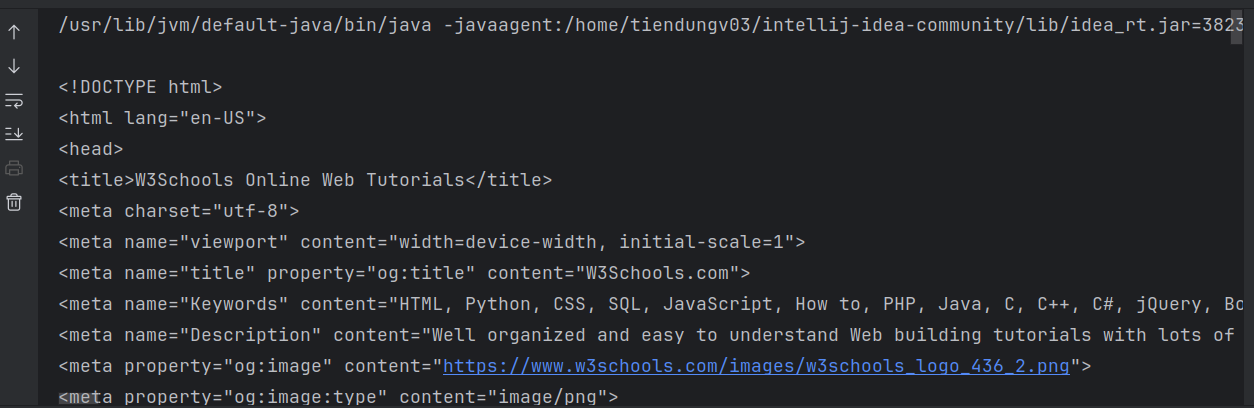 /usr/lib/jvm/default-java/bin/java -javaagent:/home/tiendungv03/intellij-idea-community/lib/idea_rt.jar=3823
<!DOCTYPE html>
<html lang="en-US">
<head>
<title>W3Schools Online Web Tutorials</title>
<meta charset="utf-8">
<meta name="viewport" content="width=device-width, initial-scale=1">
<meta name="title" property="og:title" content="W3Schools.com">
<meta name="Keywords" content="HTML, Python, CSS, SQL, JavaScript, How to, PHP, Java, C, C++, C#, jQuery, Bo
<meta name="Description" content="Well organized and easy to understand Web building tutorials with lots of
<meta property="og:image" content="https://www.w3schools.com/images/w3schools_logo_436_2.png">
<meta property="og:image:type" content="image/png">